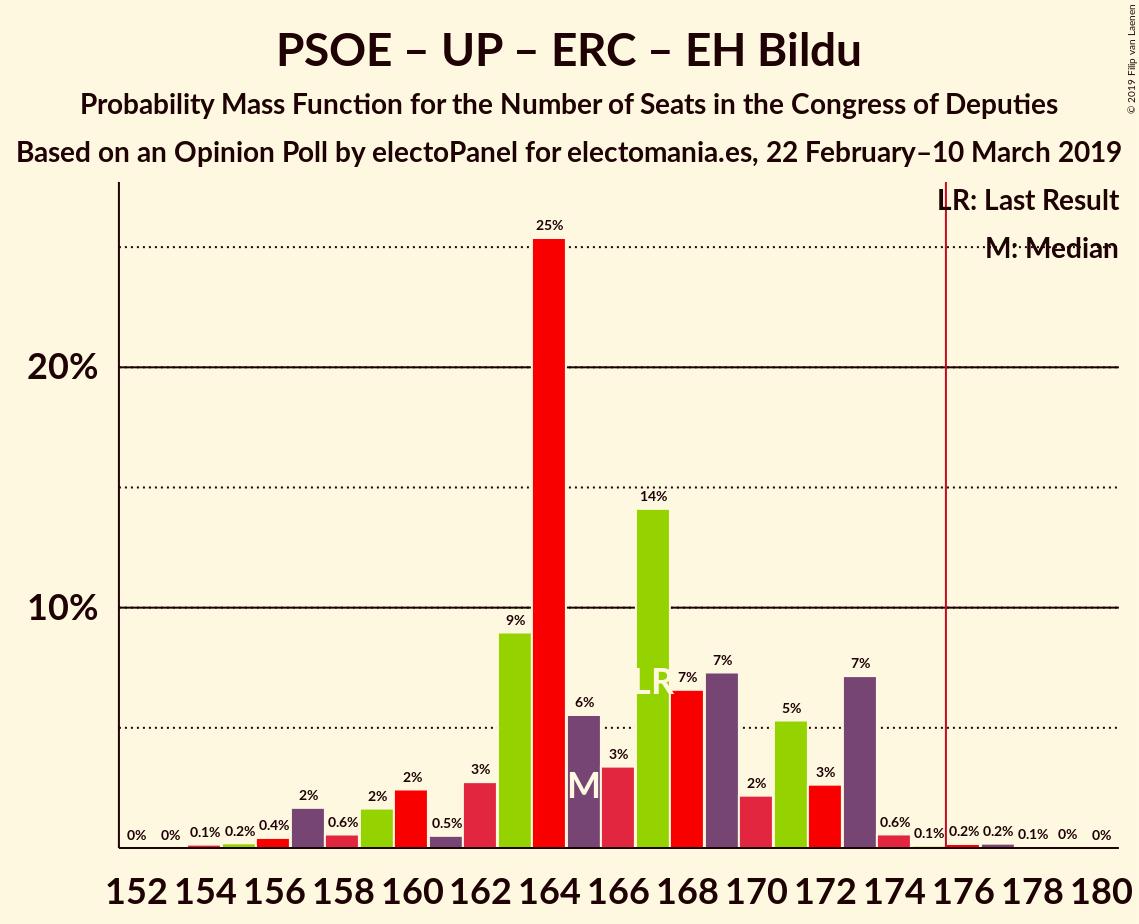 PSOE – UP – ERC – EH Bildu
Probability Mass Function for the Number of Seats in the Congress of Deputies
Based on an Opinion Poll by electoPanel for electomania.es, 22 February–10 March 2019
© 2019 Filip van Laenen
LR: Last Result
M: Median
20%
10%
0% 0% 0.1% 0.2% 0.4% 2% 0.6% 2% 2% 0.5% 3% 9% 25% 6% 3% 14% 7% 7% 2% 5% 3% 7% 0.6% 0.1% 0.2% 0.2% 0.1% 0% 0%
LR
M
152 154 156 158 160 162 164 166 168 170 172 174 176 178 180